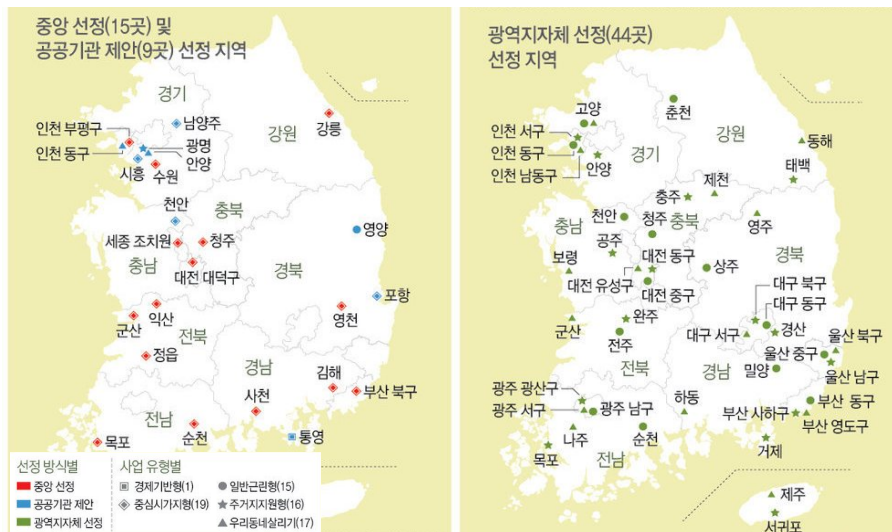 중앙 선정(15곳) 및
공공기관 제안(9곳) 선정 지역
경기
남양주
인천 부평구
광명
인천 동구
안양
시흥
수원
강원
강릉
천안
충북
세종 조치원
청주
영양
충남
대전 대덕구
경북
포항
익산
영천
군산
전북
정읍
경남
김해
사천
부산 북구
전남
순천
목포
통영
선정 방식별
사업 유형별
중앙 선정
경제기반형(1)
일반근린형(15)
공공기관 제안
중심시가지형(19)
주거지지원형(16)
광역지자체 선정
우리동네살리기(17)
광역지자체 선정(44곳)
선정 지역
고양
춘천
인천 서구
강원
동해
인천 동구
경기
인천 남동구
안양
태백
충주
제천
충남
천안
청주
충북
영주
공주
대전 동구
경북
보령
상주
대전 유성구
대전 중구
대구 북구
대구 동구
군산
완주
대구 서구
경산
울산 북구
전주
울산 중구
전북
경남
밀양
울산 남구
광주 광산구
하동
부산 동구
광주 서구
광주 남구
부산 사하구
부산 영도구
나주
순천
거제
목포
전남
제주
서귀포